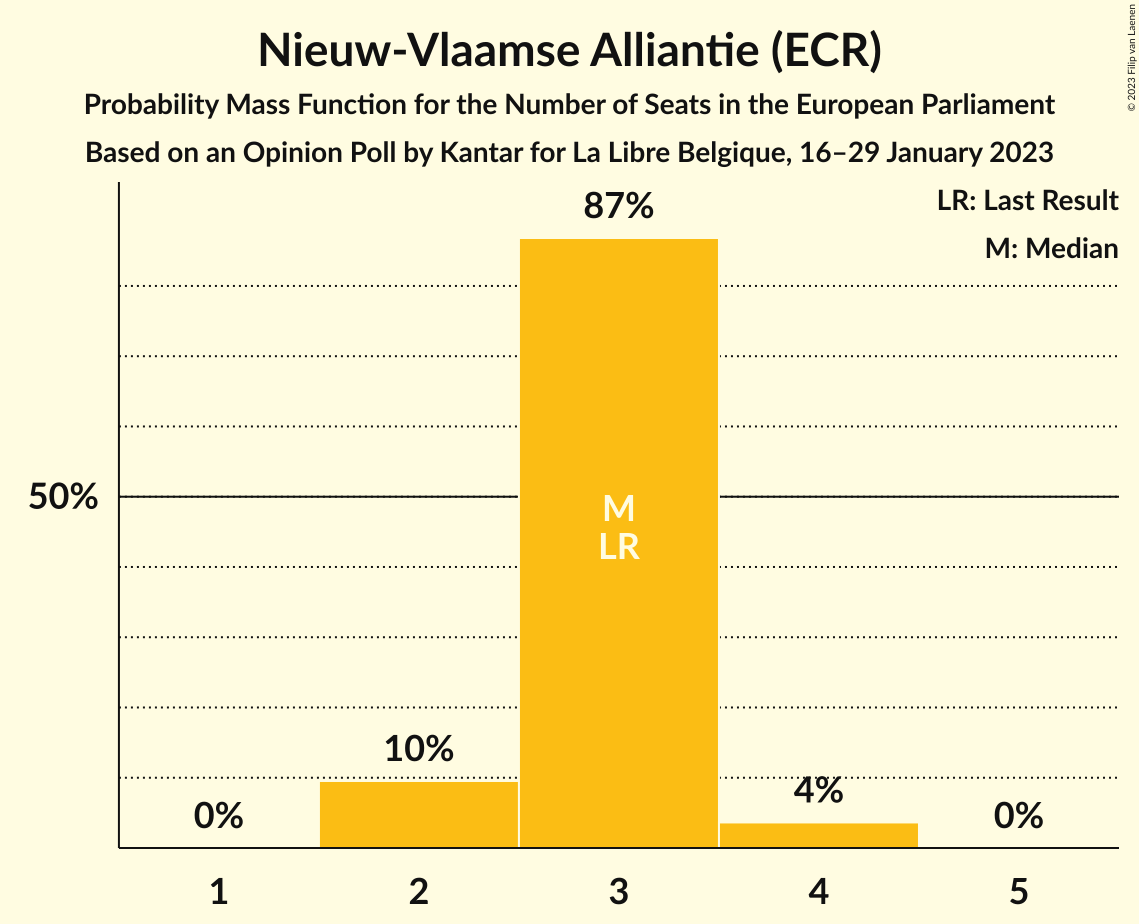 Nieuw-Vlaamse Alliantie (ECR)
Probability Mass Function for the Number of Seats in the European Parliament
Based on an Opinion Poll by Kantar for La Libre Belgique, 16–29 January 2023
© 2023 Filip van Laenen
LR: Last Result
M: Median
87%
50%
M
LR
10%
4%
0%
0%
1 2 3 4 5